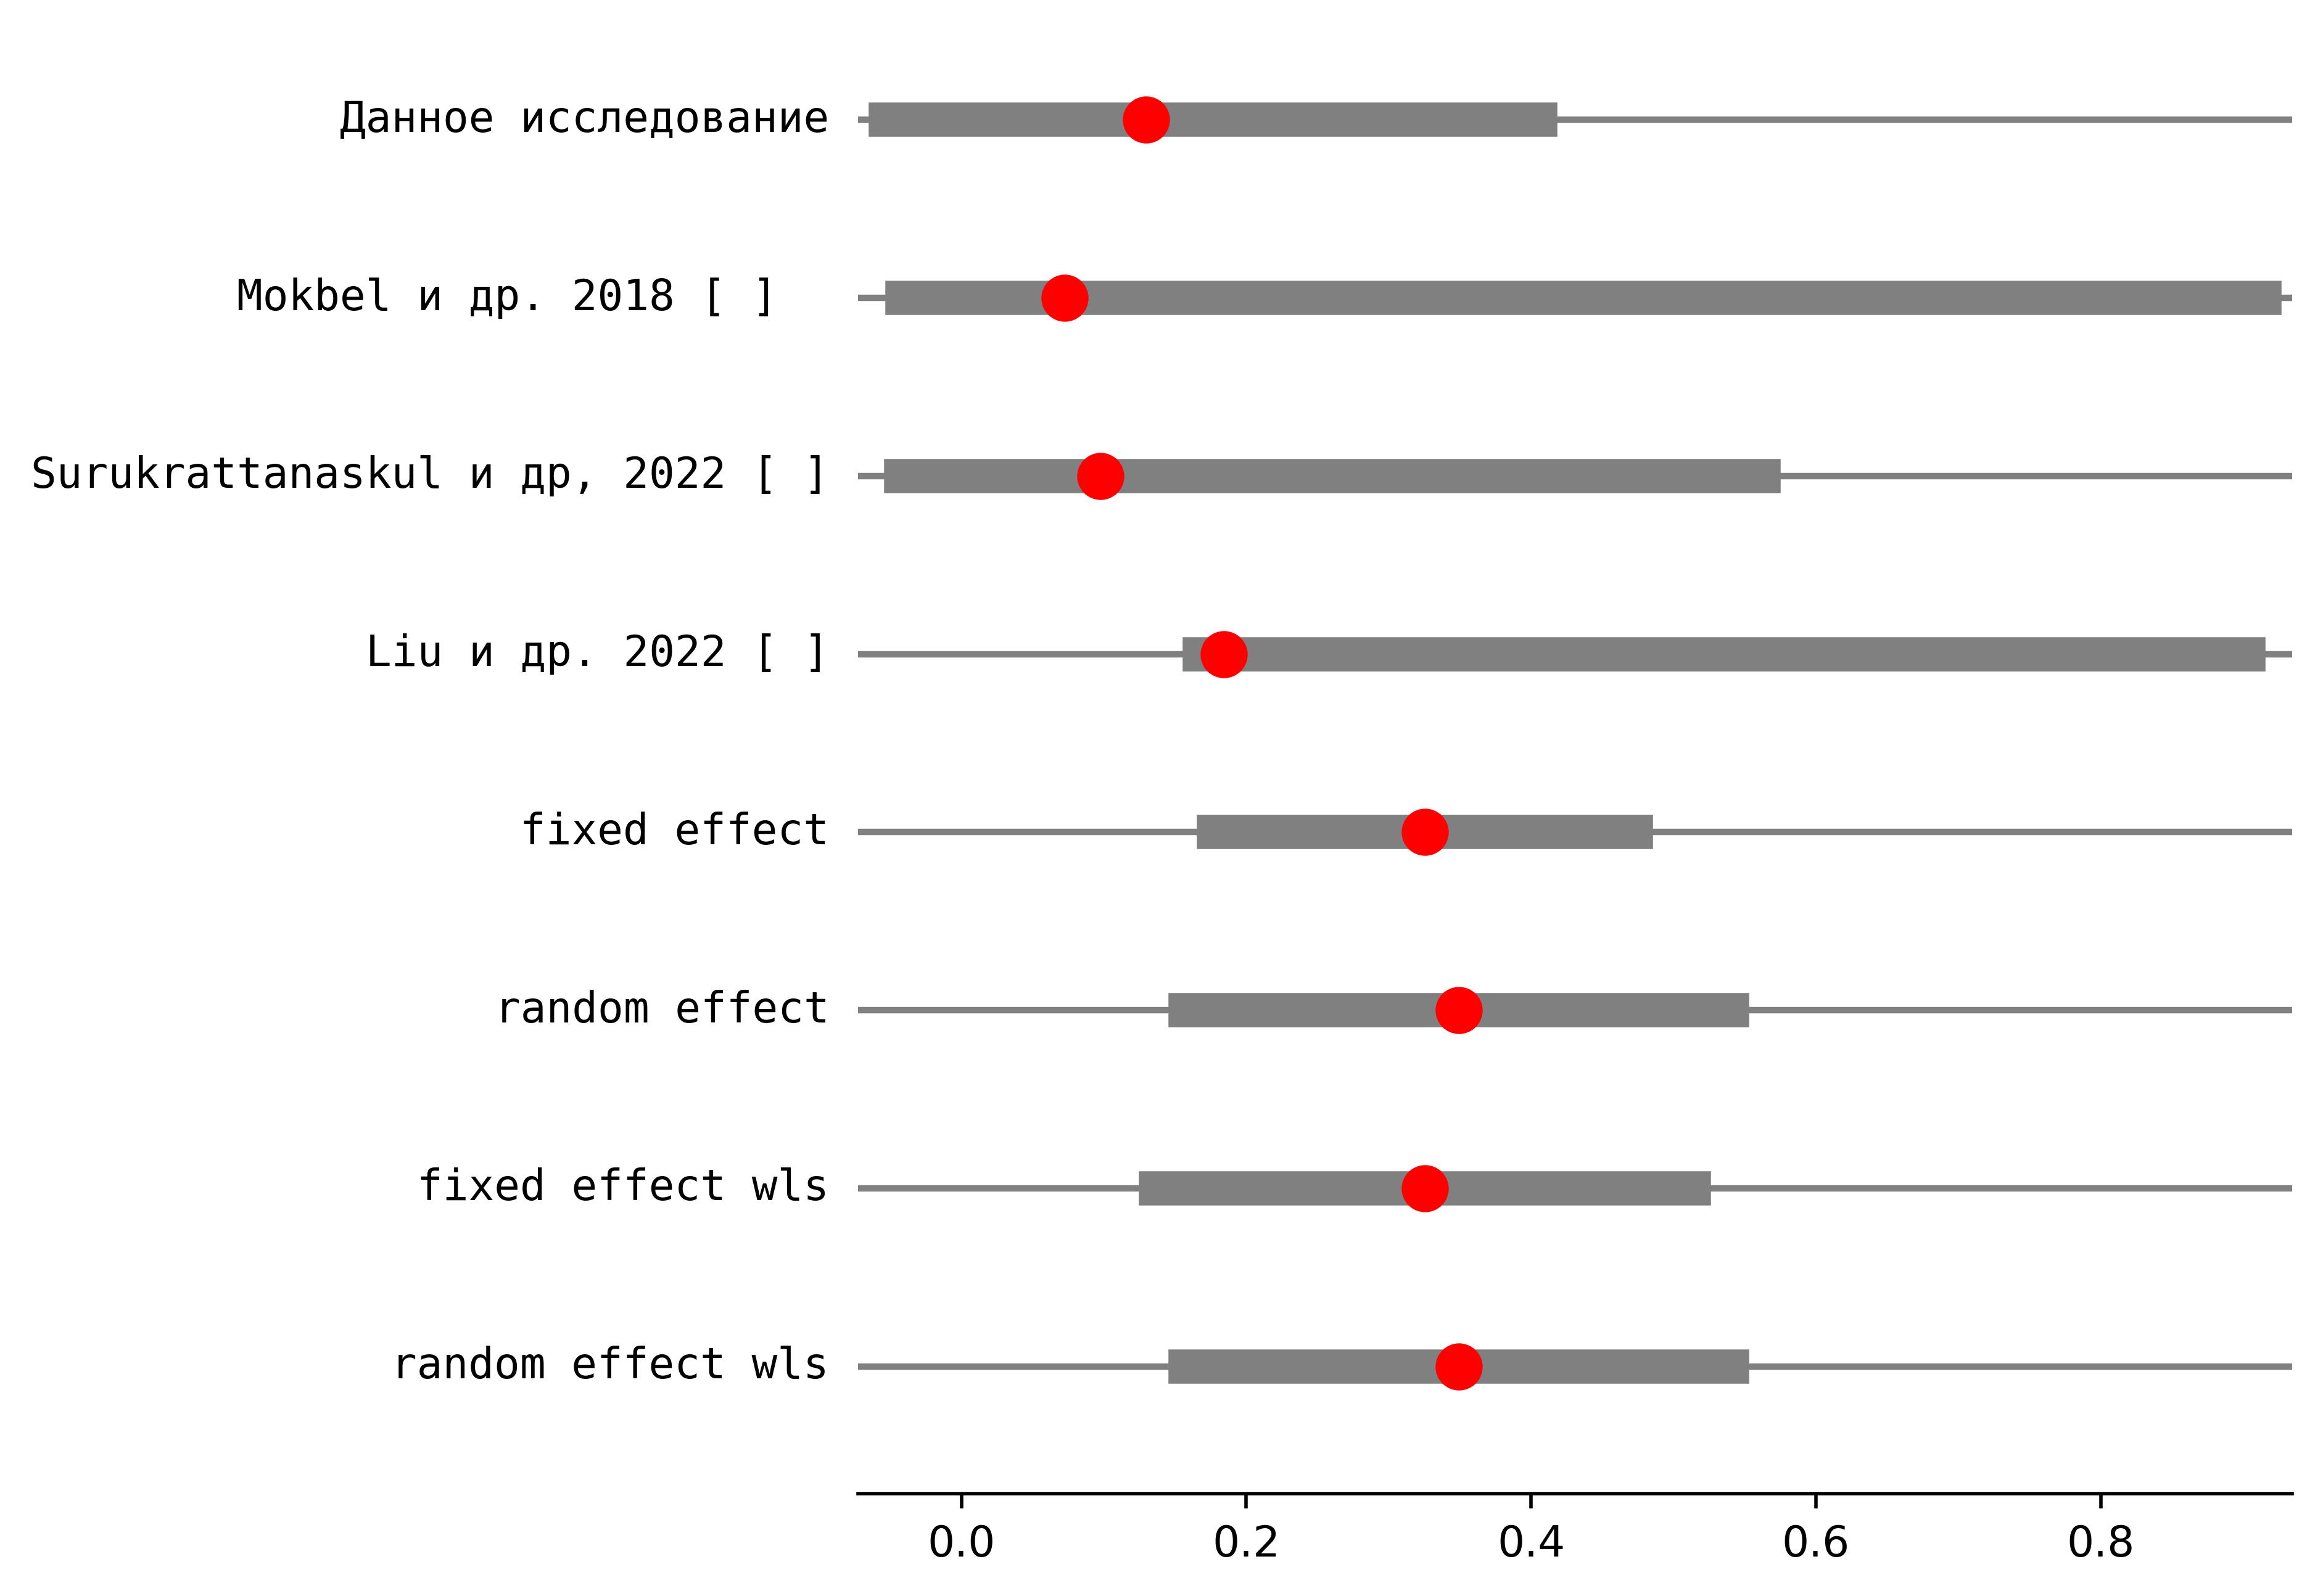 Данное исследование
Mokbel и др. 2018 [ ]
Surukrattanaskul и др, 2022 [ ]
Liu и др. 2022 [ ]
fixed effect
random effect
fixed effect wls
random effect wls
0.0 0.2 0.4 0.6 0.8